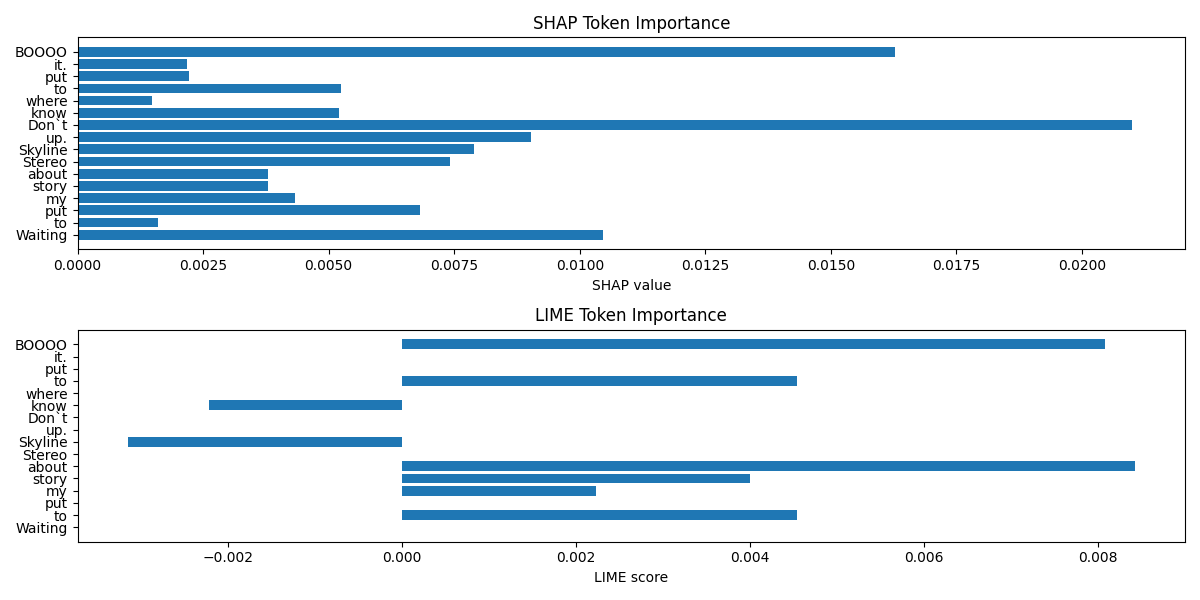 SHAP Token Importance
BOOOO
it.
put
to
where
know
Don`t
up.
Skyline
Stereo
about
story
my
put
to
Waiting
0.0000 0.0025 0.0050 0.0075 0.0100 0.0125 0.0150 0.0175 0.0200
SHAP value
LIME Token Importance
BOOOO
it.
put
to
where
know
Don`t
up.
Skyline
Stereo
about
story
my
put
to
Waiting
−0.002 0.000 0.002 0.004 0.006 0.008
LIME score